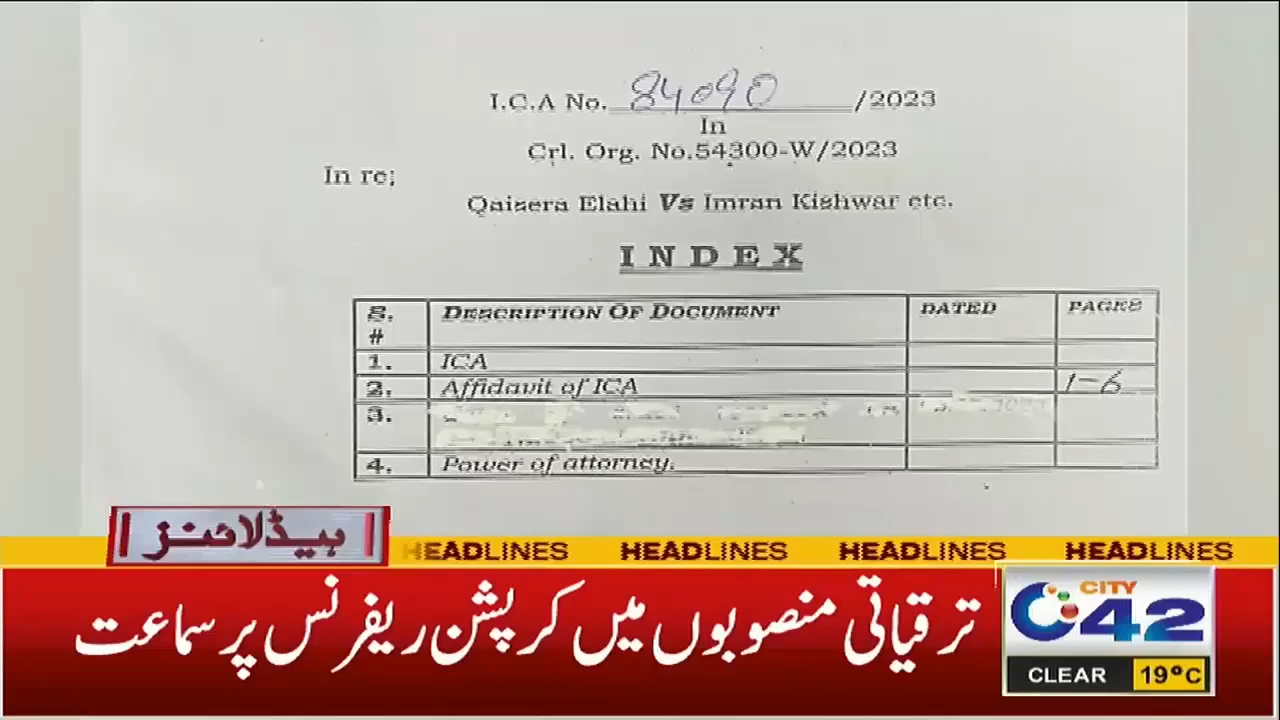 I.C.A No. 84090 /2023
In
Crl. Org. No.54300-W/2023
In re;
Qaisera Elahi Vs Imran Kishwar etc.
INDEX
S. # DESCRIPTION OF DOCUMENT DATED PAGES
1. ICA
2. Affidavit of ICA 1-6
3.
4. Power of attorney.
ہیڈلائنز
HEADLINES HEADLINES HEADLINES HEADLINES
ترقیاتی منصوبوں میں کرپشن ریفرنس پر سماعت
CITY 42
CLEAR 19°C